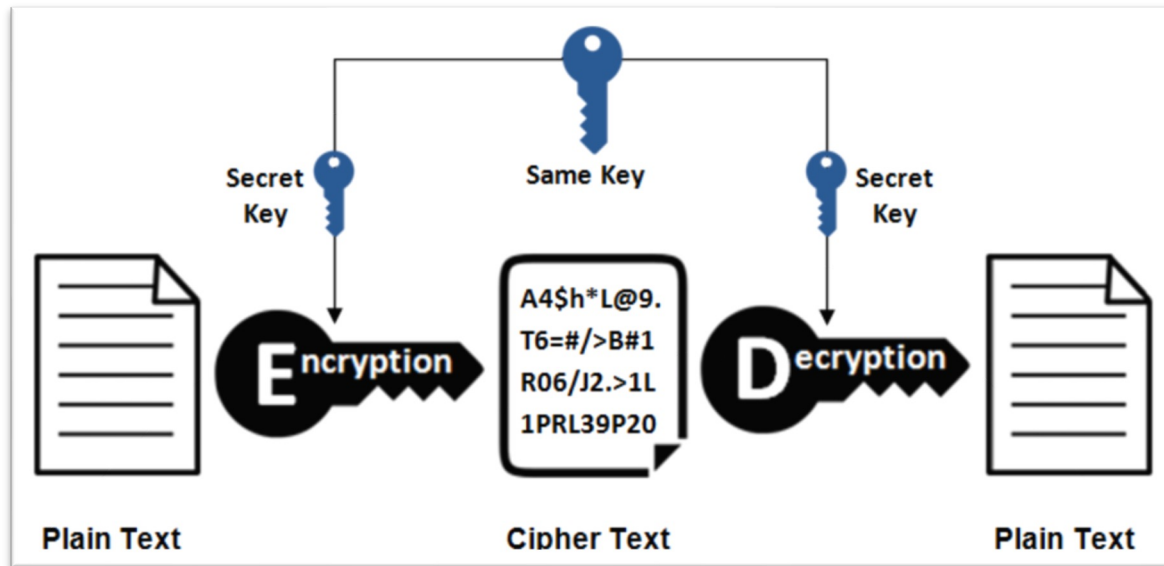 Same Key
Secret
Key
Secret
Key
Encryption
A4$h*L@9.
T6=#/>B#1
R06/J2.>1L
1PRL39P20
Decryption
Plain Text
Cipher Text
Plain Text